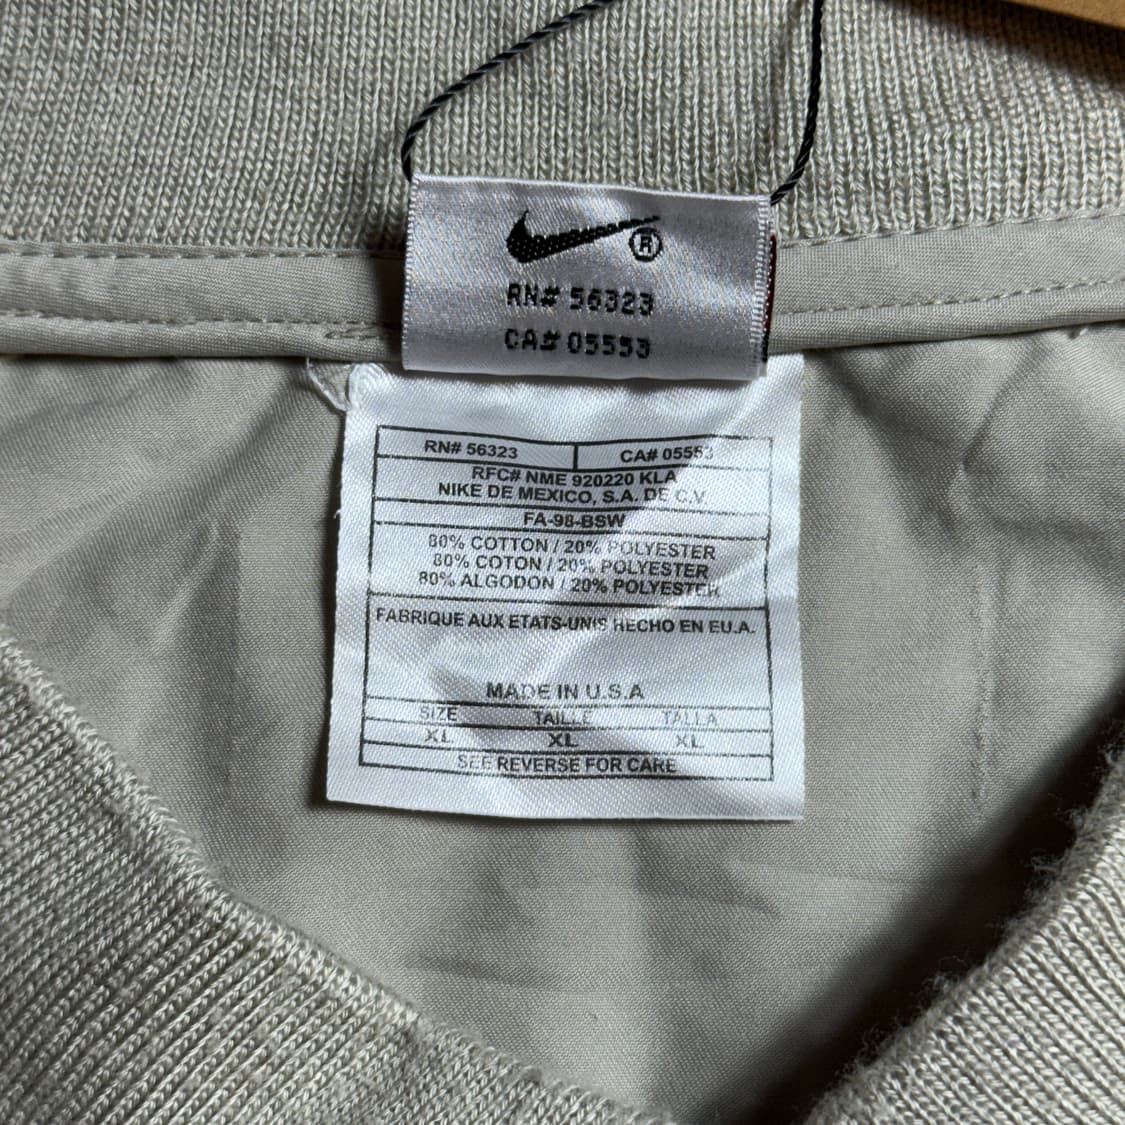 ®
RN# 56323
CA# 05553
RN# 56323 CA# 05553
RFC# NME 920220 KLA
NIKE DE MEXICO, S.A. DE C.V.
FA-98-BSW
80% COTTON / 20% POLYESTER
80% COTON / 20% POLYESTER
80% ALGODON / 20% POLYESTER
FABRIQUE AUX ETATS-UNIS HECHO EN EU.A.
MADE IN U.S.A
SIZE TAILLE TALLA
XL XL XL
SEE REVERSE FOR CARE